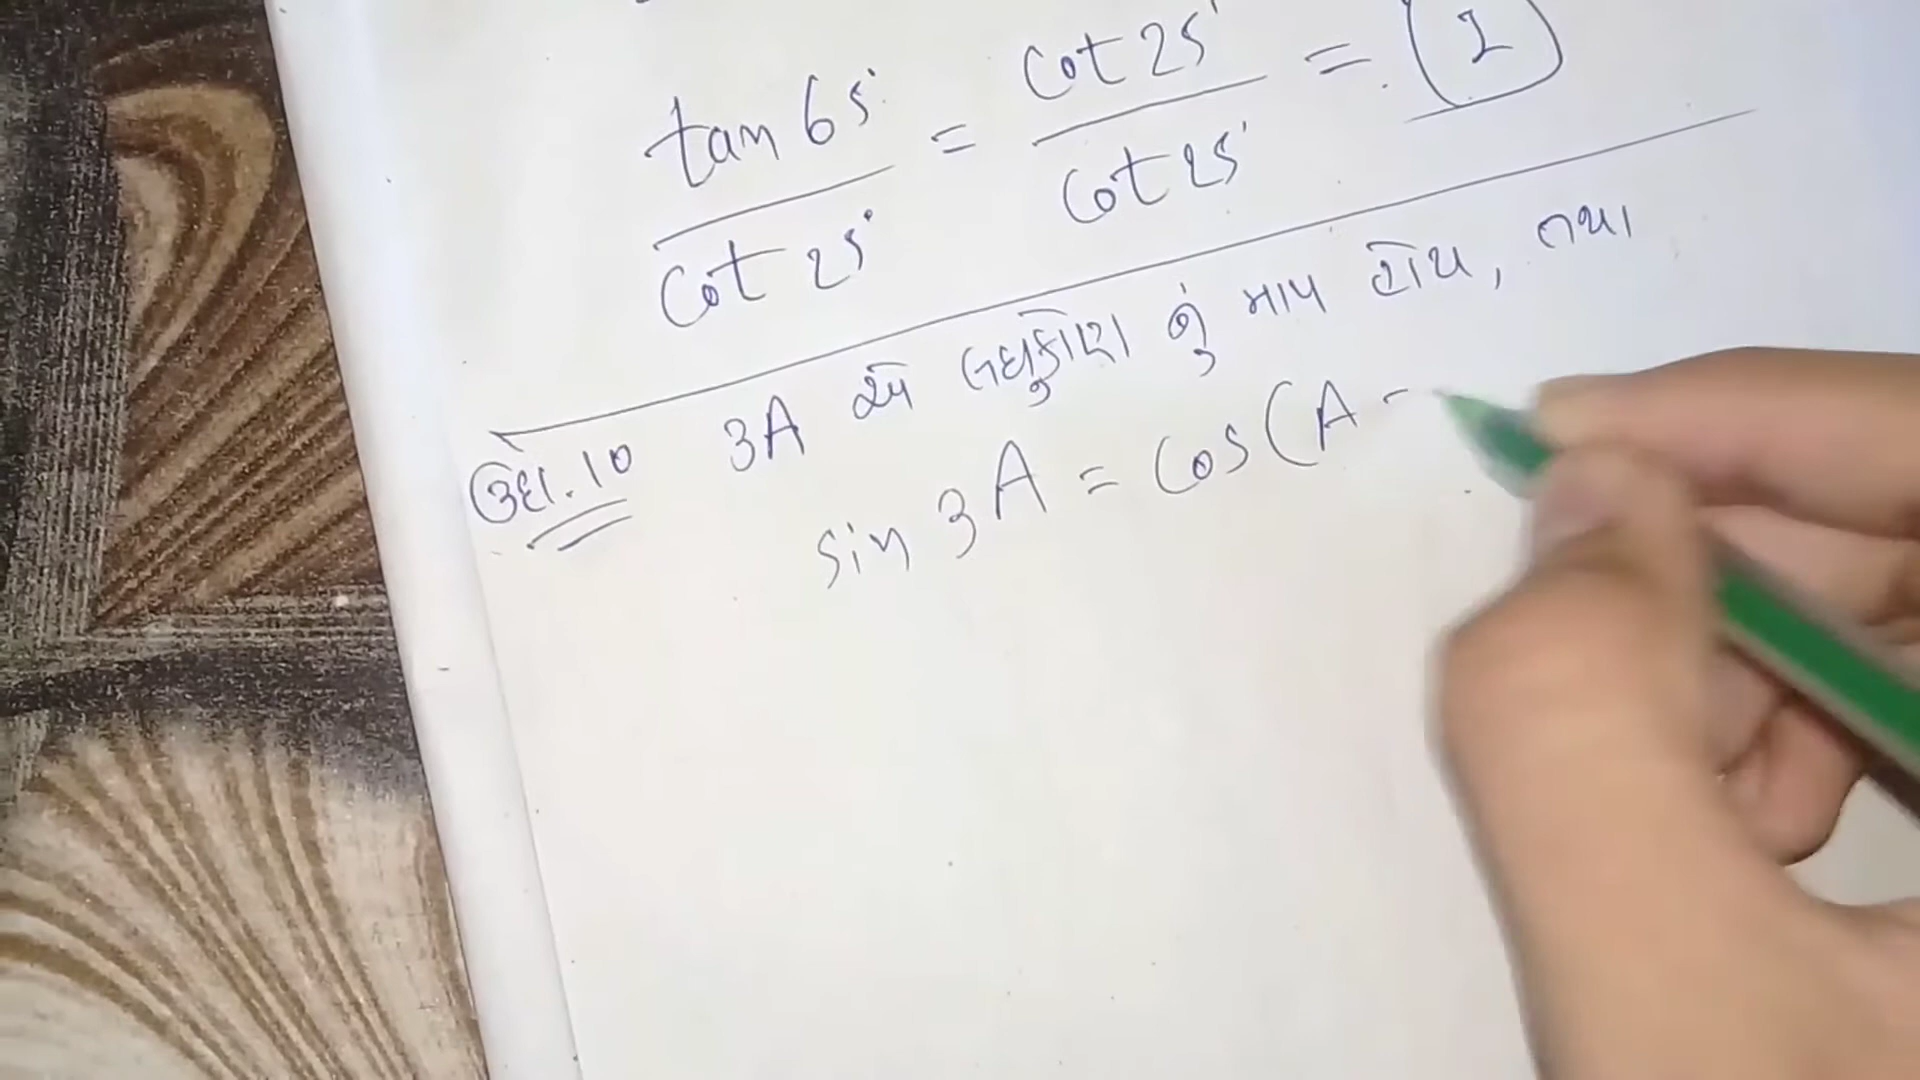 tan 65° / cot 25° = cot 25° / cot 25° = 1
ઉદા.10 3A એ લઘુકોણ નું માપ હોય, તથા
sin 3A = cos(A -